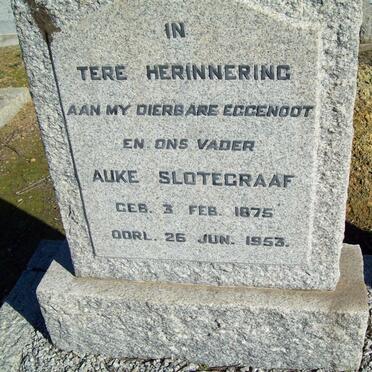 IN
TERE HERINNERING
AAN MY DIERBARE EGGENOOT
EN ONS VADER
AUKE SLOTEGRAAF
GEB. 3 FEB. 1875
OORL. 26 JUN. 1953.